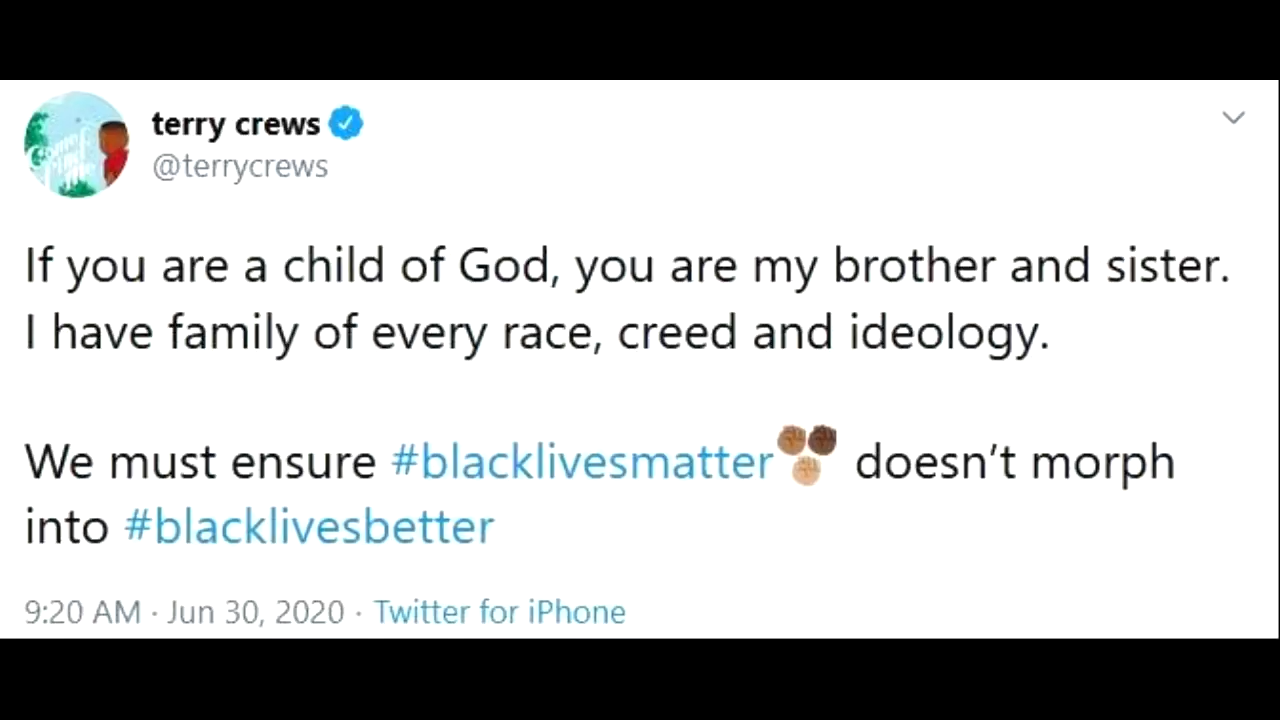 terry crews
@terrycrews
If you are a child of God, you are my brother and sister.
I have family of every race, creed and ideology.
We must ensure #blacklivesmatter✊🏾✊🏿✊🏼 doesn’t morph
into #blacklivesbetter
9:20 AM · Jun 30, 2020 · Twitter for iPhone